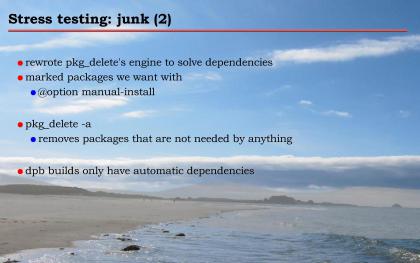 Stress testing: junk (2)
rewrote pkg_delete's engine to solve dependencies
marked packages we want with
@option manual-install
pkg_delete -a
removes packages that are not needed by anything
dpb builds only have automatic dependencies